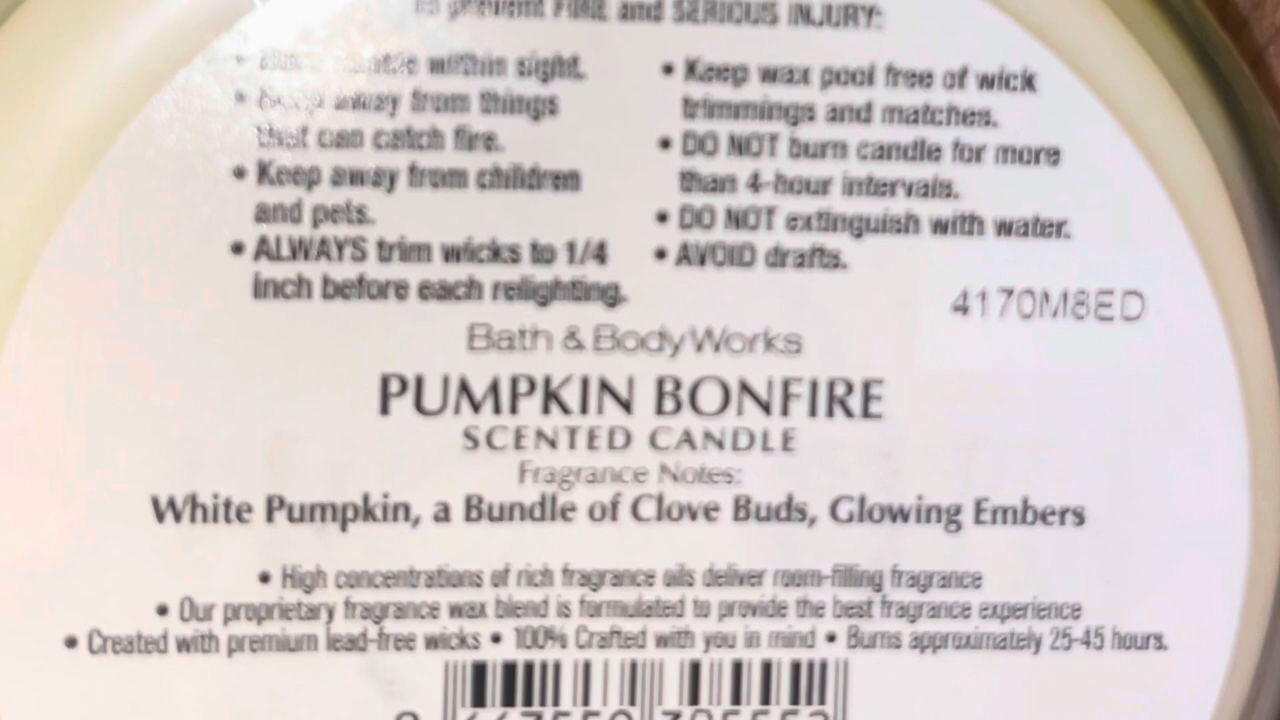 to prevent FIRE and SERIOUS INJURY:
within sight.
• Keep away from things
that can catch fire.
• Keep away from children
and pets.
• ALWAYS trim wicks to 1/4
inch before each relighting.
• Keep wax pool free of wick
trimmings and matches.
• DO NOT burn candle for more
than 4-hour intervals.
• DO NOT extinguish with water.
• AVOID drafts.
4170M8ED
Bath & Body Works
PUMPKIN BONFIRE
SCENTED CANDLE
Fragrance Notes:
White Pumpkin, a Bundle of Clove Buds, Glowing Embers
• High concentrations of rich fragrance oils deliver room-filling fragrance
• Our proprietary fragrance wax blend is formulated to provide the best fragrance experience
• Created with premium lead-free wicks • 100% Crafted with you in mind • Burns approximately 25-45 hours.